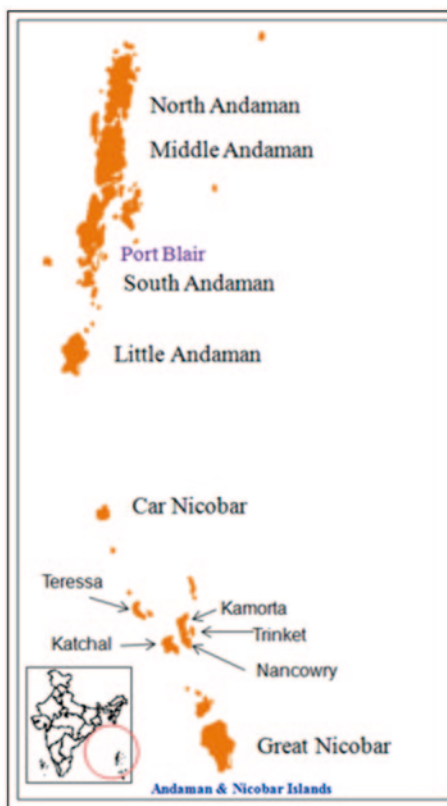 North Andaman
Middle Andaman
Port Blair
South Andaman
Little Andaman
Car Nicobar
Teressa
Kamorta
Trinket
Katchal
Nancowry
Great Nicobar
Andaman & Nicobar Islands